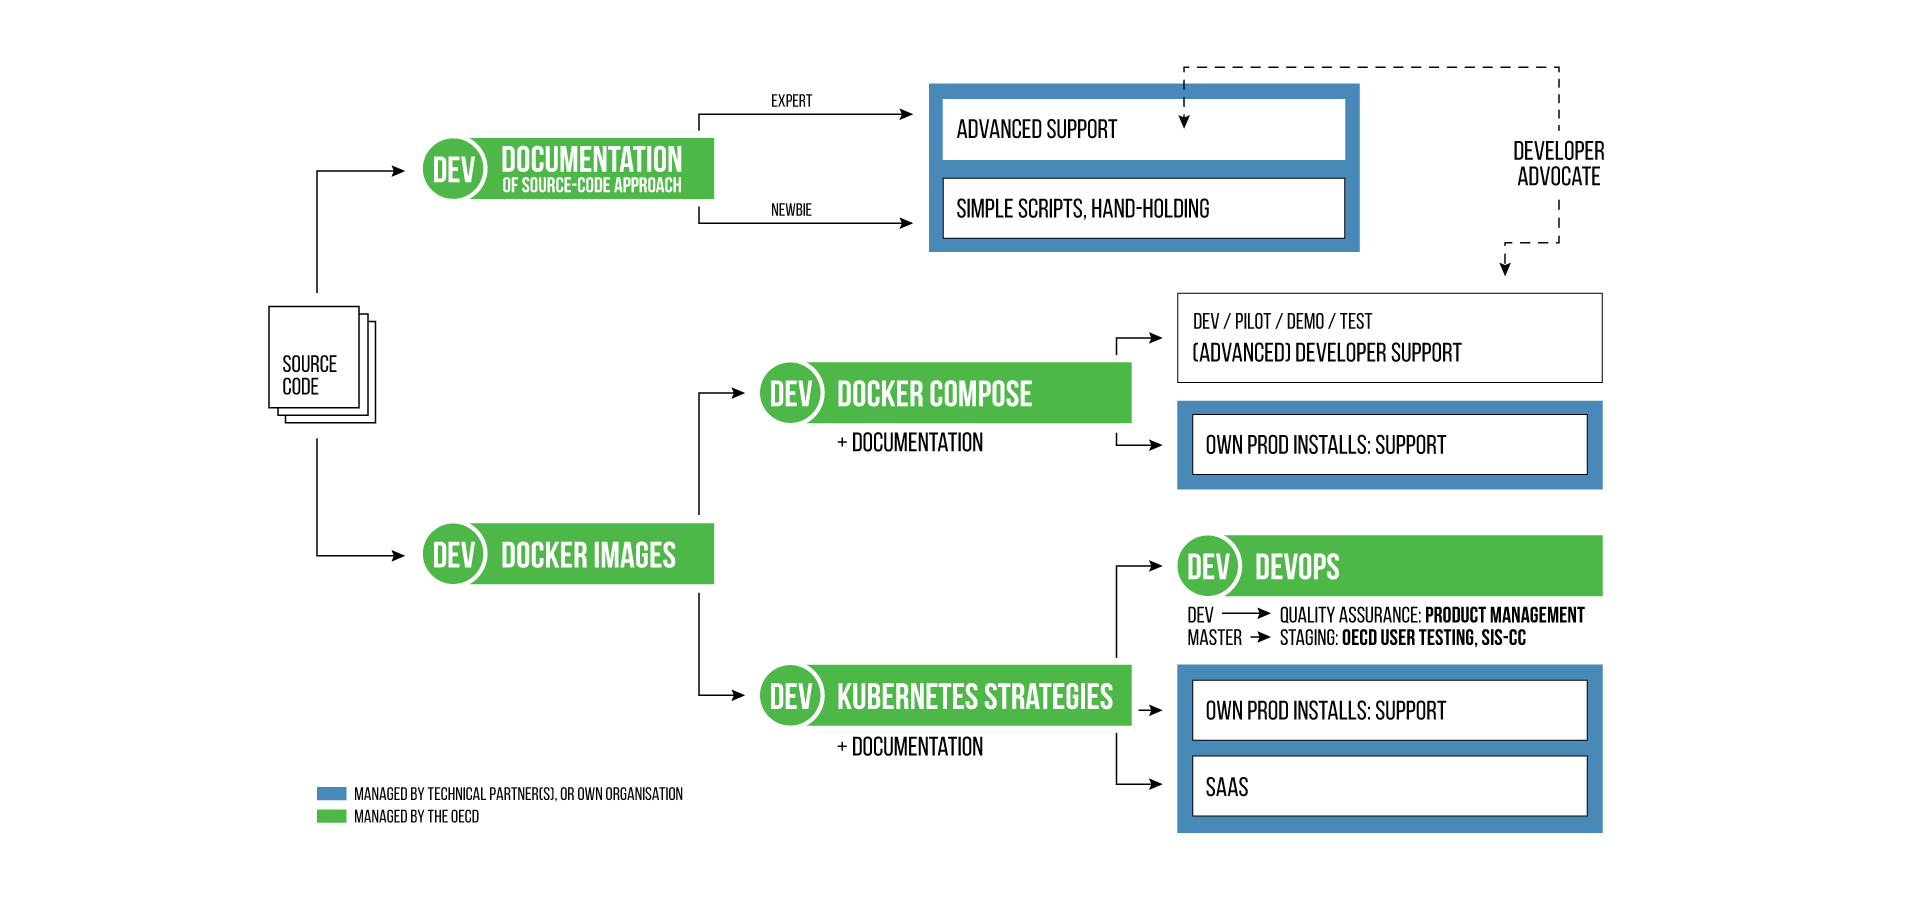 EXPERT
ADVANCED SUPPORT
DEVELOPER
ADVOCATE
DEV
DOCUMENTATION
OF SOURCE-CODE APPROACH
NEWBIE
SIMPLE SCRIPTS, HAND-HOLDING
SOURCE
CODE
DEV / PILOT / DEMO / TEST
(ADVANCED) DEVELOPER SUPPORT
DEV
DOCKER COMPOSE
+ DOCUMENTATION
OWN PROD INSTALLS: SUPPORT
DEV
DOCKER IMAGES
DEV
DEVOPS
DEV QUALITY ASSURANCE: PRODUCT MANAGEMENT
MASTER STAGING: OECD USER TESTING, SIS-CC
DEV
KUBERNETES STRATEGIES
+ DOCUMENTATION
OWN PROD INSTALLS: SUPPORT
SAAS
MANAGED BY TECHNICAL PARTNER(S), OR OWN ORGANISATION
MANAGED BY THE OECD